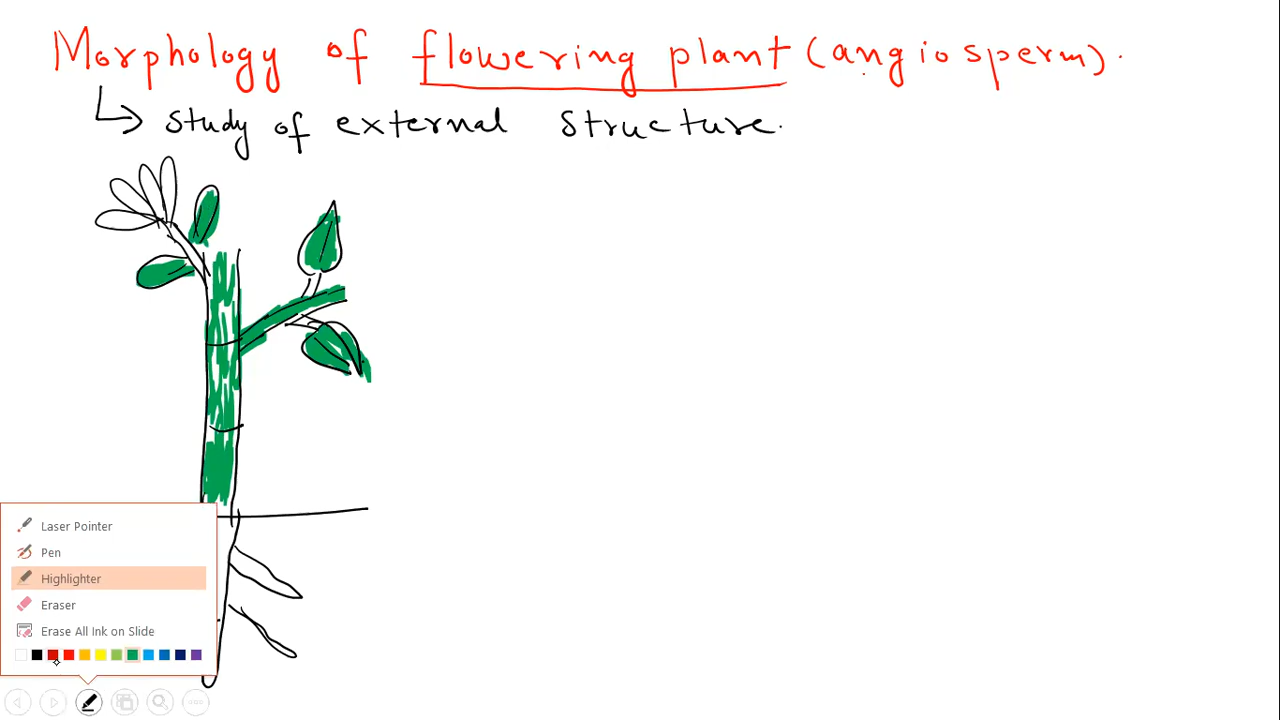 Morphology of flowering plant (angiosperm).
study of external structure.
Laser Pointer
Pen
Highlighter
Eraser
Erase All Ink on Slide